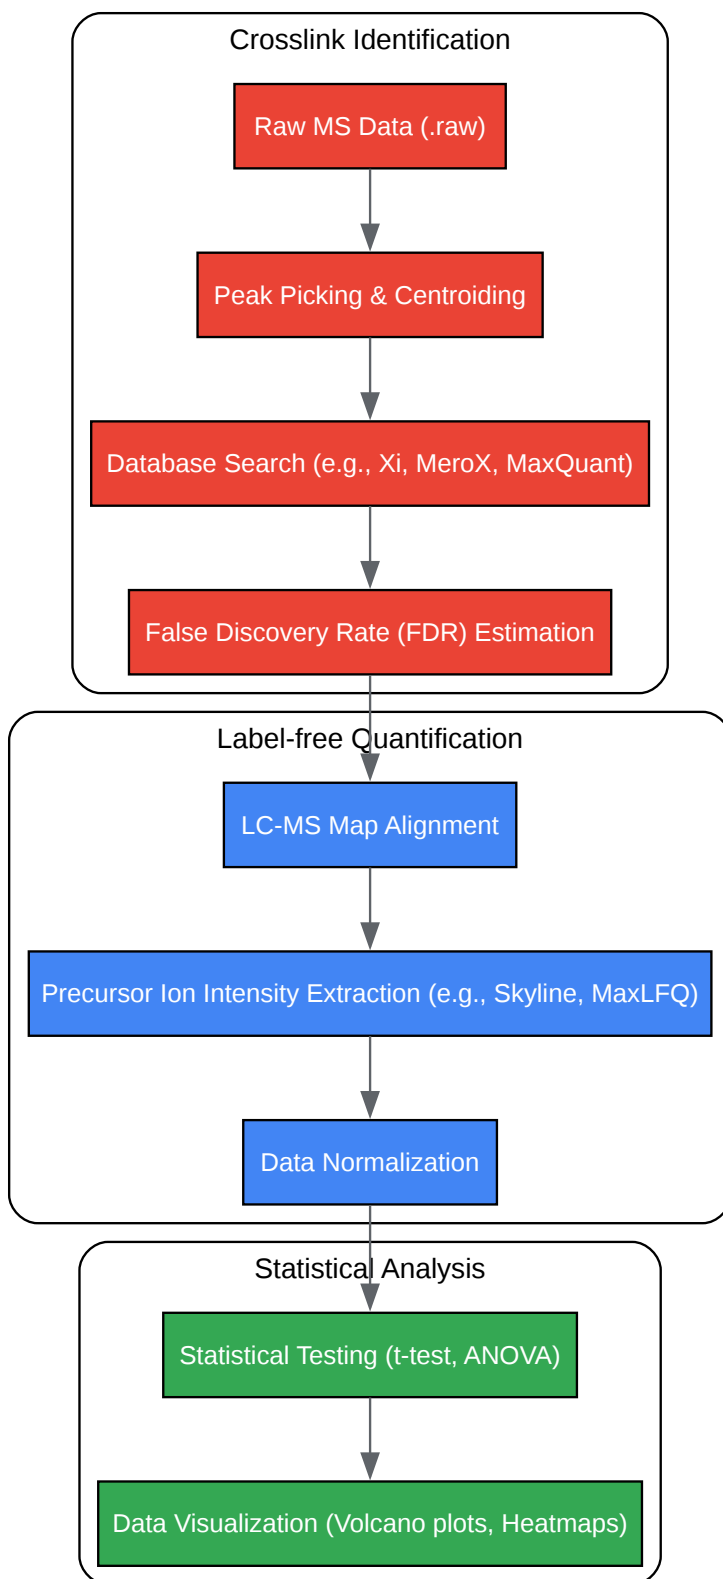 Crosslink Identification
Raw MS Data (.raw)
Peak Picking & Centroiding
Database Search (e.g., Xi, MeroX, MaxQuant)
False Discovery Rate (FDR) Estimation
Label-free Quantification
LC-MS Map Alignment
Precursor Ion Intensity Extraction (e.g., Skyline, MaxLFQ)
Data Normalization
Statistical Analysis
Statistical Testing (t-test, ANOVA)
Data Visualization (Volcano plots, Heatmaps)